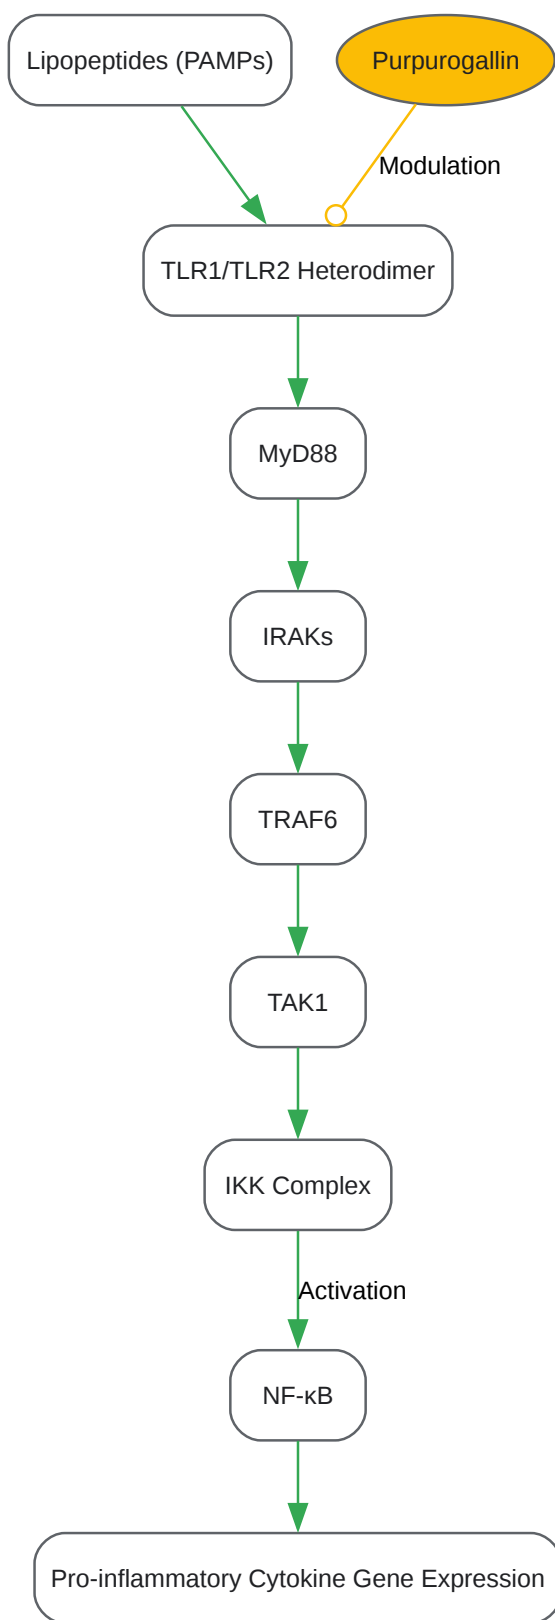 Lipopeptides (PAMPs)
Purpurogallin
Modulation
TLR1/TLR2 Heterodimer
MyD88
IRAKs
TRAF6
TAK1
IKK Complex
Activation
NF-κB
Pro-inflammatory Cytokine Gene Expression